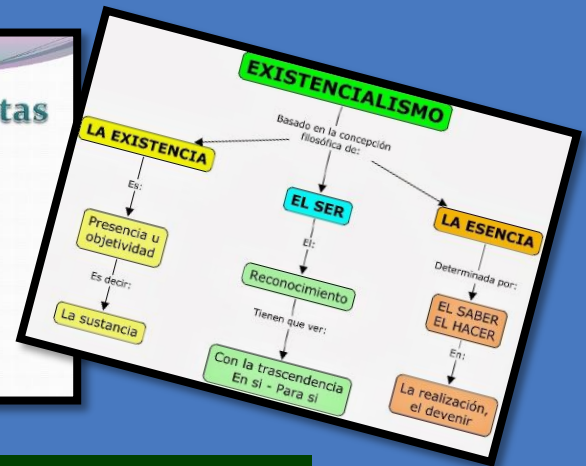 tas
EXISTENCIALISMO
Basado en la concepción
filosófica de:
LA EXISTENCIA
Es:
Presencia u
objetividad
Es decir:
La sustancia
EL SER
El:
Reconocimiento
Tienen que ver:
Con la trascendencia
En si - Para si
LA ESENCIA
Determinada por:
EL SABER
EL HACER
En:
La realización,
el devenir